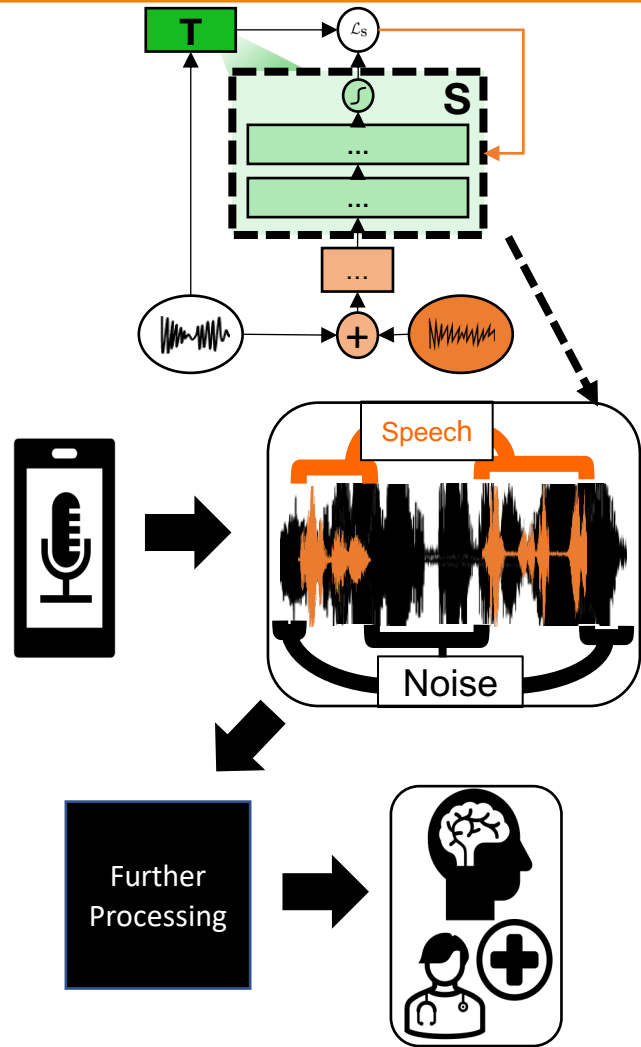 T
ℒs
S
...
...
...
+
Speech
Noise
Further
Processing